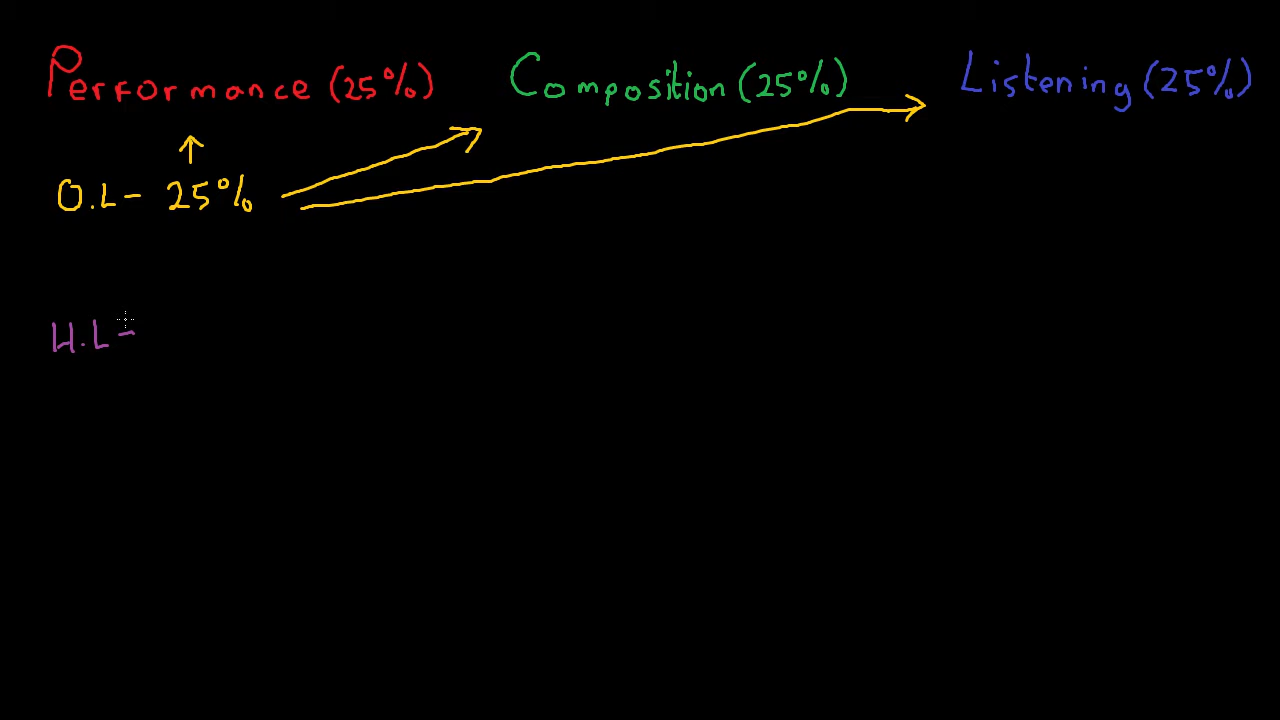 Performance (25%) Composition (25%) Listening (25%)
O.L - 25%
H.L -